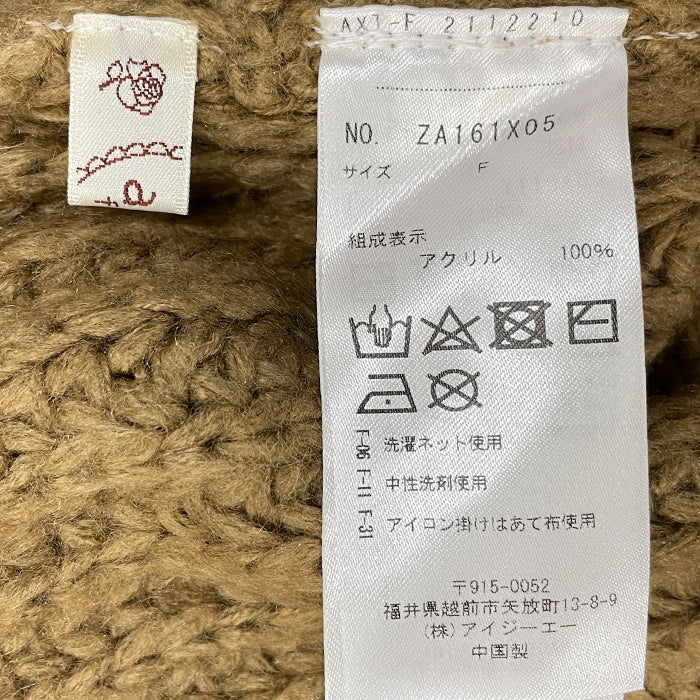 AXT-F 2112210
NO. ZA161X05
サイズ F
組成表示
アクリル 100%
F-06 洗濯ネット使用
F-11 中性洗剤使用
F-31 アイロン掛けはあて布使用
〒915-0052
福井県越前市矢放町13-8-9
(株)アイジーエー
中国製